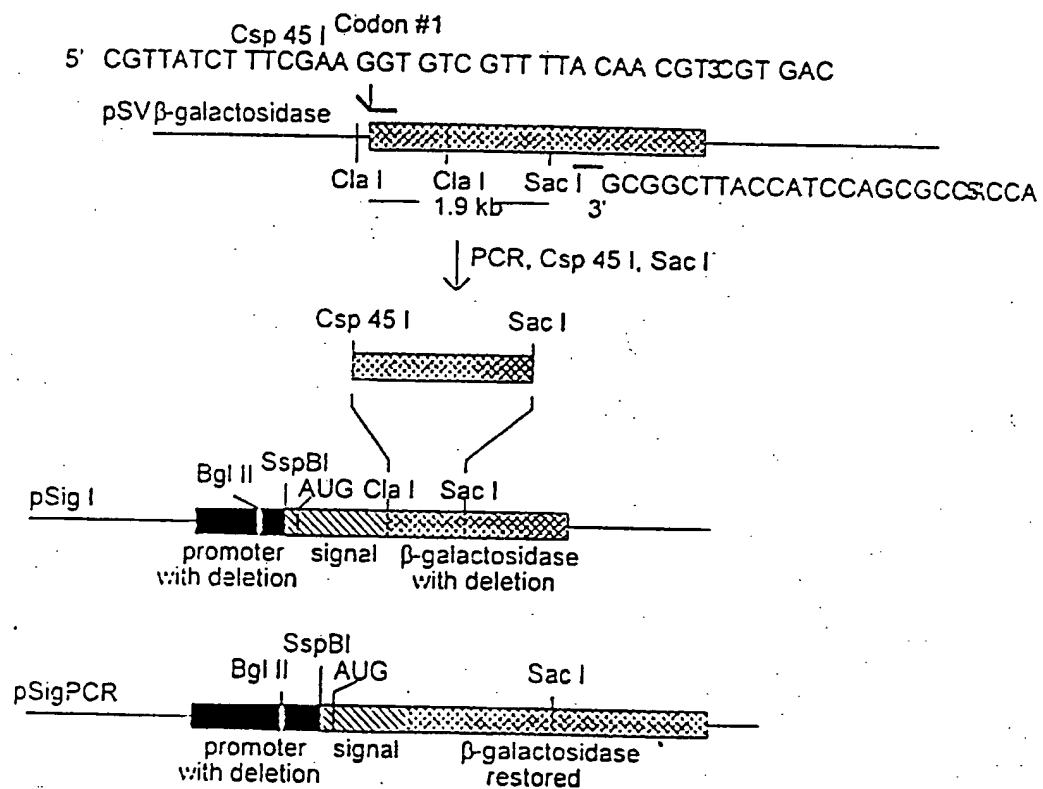 Csp 45 I Codon #1
5' CGTTATCT TTCGAA GGT GTC GTT TTA CAA CGT3'CGT GAC
pSVβ-galactosidase
Cla I Cla I Sac I GCGGCTTACCATCCAGCGCC5'CCA
1.9 kb 3'
PCR, Csp 45 I, Sac I
Csp 45 I Sac I
Bgl II SspBI
pSig I AUG Cla I Sac I
promoter signal β-galactosidase
with deletion with deletion
SspBI
Bgl II AUG Sac I
pSigPCR
promoter signal β-galactosidase
with deletion restored